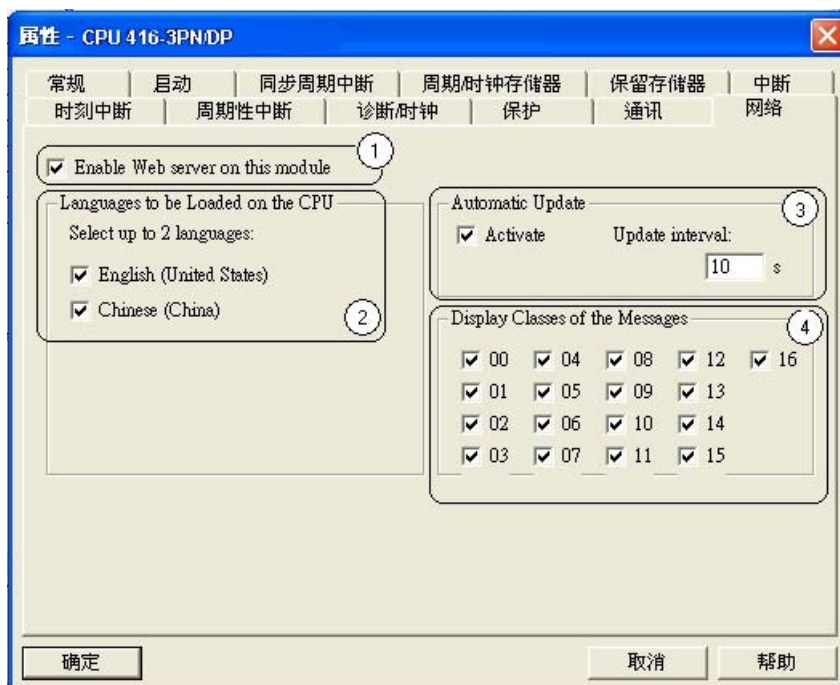 属性 - CPU 416-3PN/DP
常规 启动 同步周期中断 周期/时钟存储器 保留存储器 中断
时刻中断 周期性中断 诊断/时钟 保护 通讯 网络
Enable Web server on this module
1
Languages to be Loaded on the CPU
Select up to 2 languages:
English (United States)
Chinese (China)
2
Automatic Update
3
Activate Update interval:
10 s
Display Classes of the Messages
4
00 04 08 12 16
01 05 09 13
02 06 10 14
03 07 11 15
确定 取消 帮助